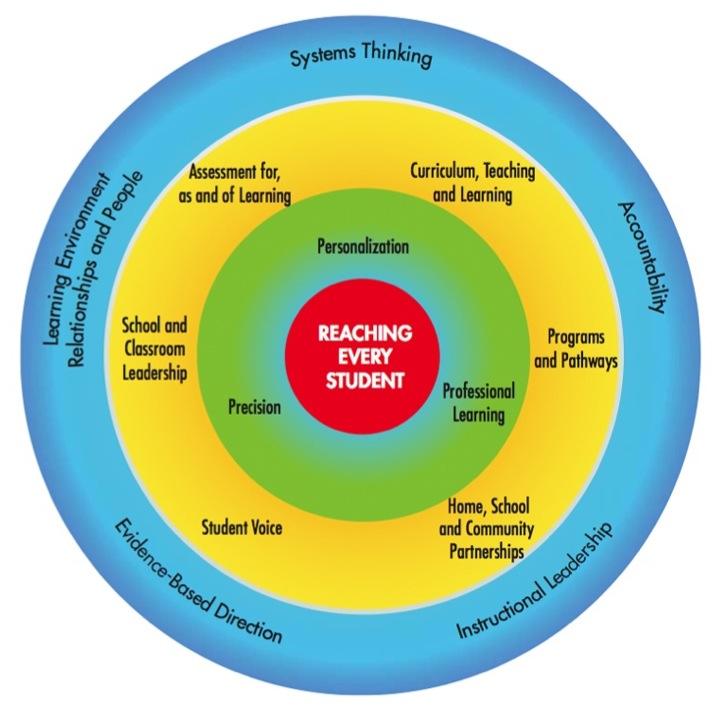 Systems Thinking
Accountability
Instructional Leadership
Evidence-Based Direction
Learning Environment
Relationships and People
Assessment for,
as and of Learning
Curriculum, Teaching
and Learning
Programs
and Pathways
Home, School
and Community
Partnerships
Student Voice
School and
Classroom
Leadership
Personalization
Professional
Learning
Precision
REACHING
EVERY
STUDENT